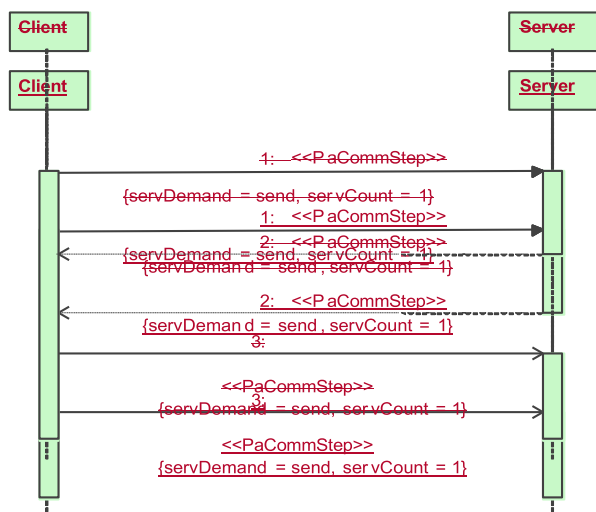 Client Server
Client Server
1: <<PaCommStep>>
{servDemand = send, servCount = 1}
1: <<PaCommStep>>
2: <<PaCommStep>>
{servDemand = send, servCount = 1}
{servDemand = send, servCount = 1}
2: <<PaCommStep>>
{servDemand = send, servCount = 1}
3:
<<PaCommStep>>
3:
{servDemand = send, servCount = 1}
<<PaCommStep>>
{servDemand = send, servCount = 1}